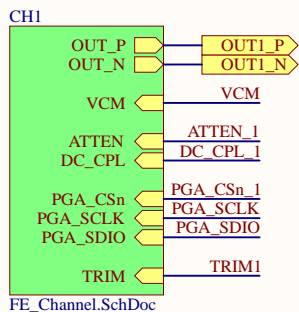 CH1
OUT_P OUT1_P
OUT_N OUT1_N
VCM VCM
ATTEN ATTEN_1
DC_CPL DC_CPL_1
PGA_CSn PGA_CSn_1
PGA_SCLK PGA_SCLK
PGA_SDIO PGA_SDIO
TRIM TRIM1
FE_Channel.SchDoc